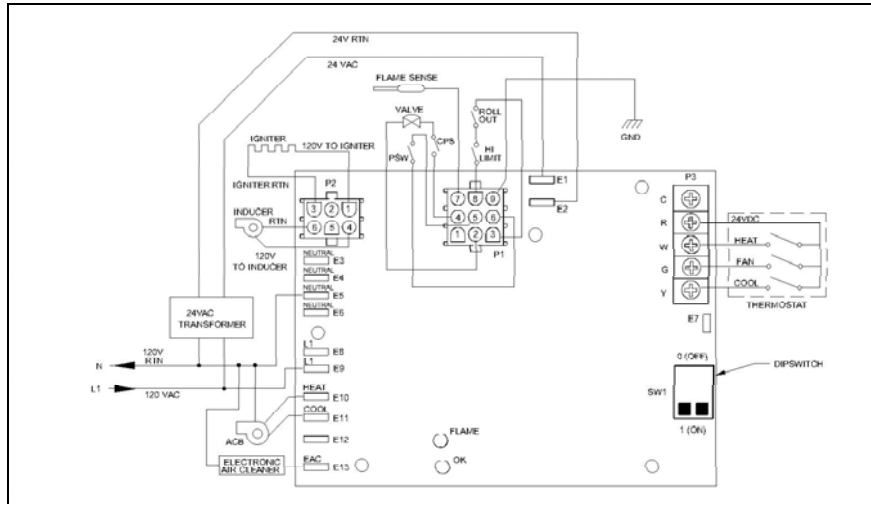 24V RTN
24 VAC
FLAME SENSE
VALVE
ROLL OUT
IGNITER
120V TO IGNITER
PSW
CPS
HI LIMIT
GND
IGNITER RTN
P2
3 2 1
6 5 4
INDUCER
RTN
120V TO INDUCER
7 8 9
4 5 6
1 2 3
P1
E1
E2
P3
C
R
W
G
Y
24VDC
HEAT
FAN
COOL
THERMOSTAT
NEUTRAL E3
NEUTRAL E4
NEUTRAL E5
NEUTRAL E6
24VAC TRANSFORMER
E7
N
120V RTN
L1
120 VAC
L1 E8
L1 E9
HEAT E10
COOL E11
E12
EAC E13
ACB
ELECTRONIC AIR CLEANER
FLAME
OK
0 (OFF)
SW1
DIPSWITCH
1 (ON)